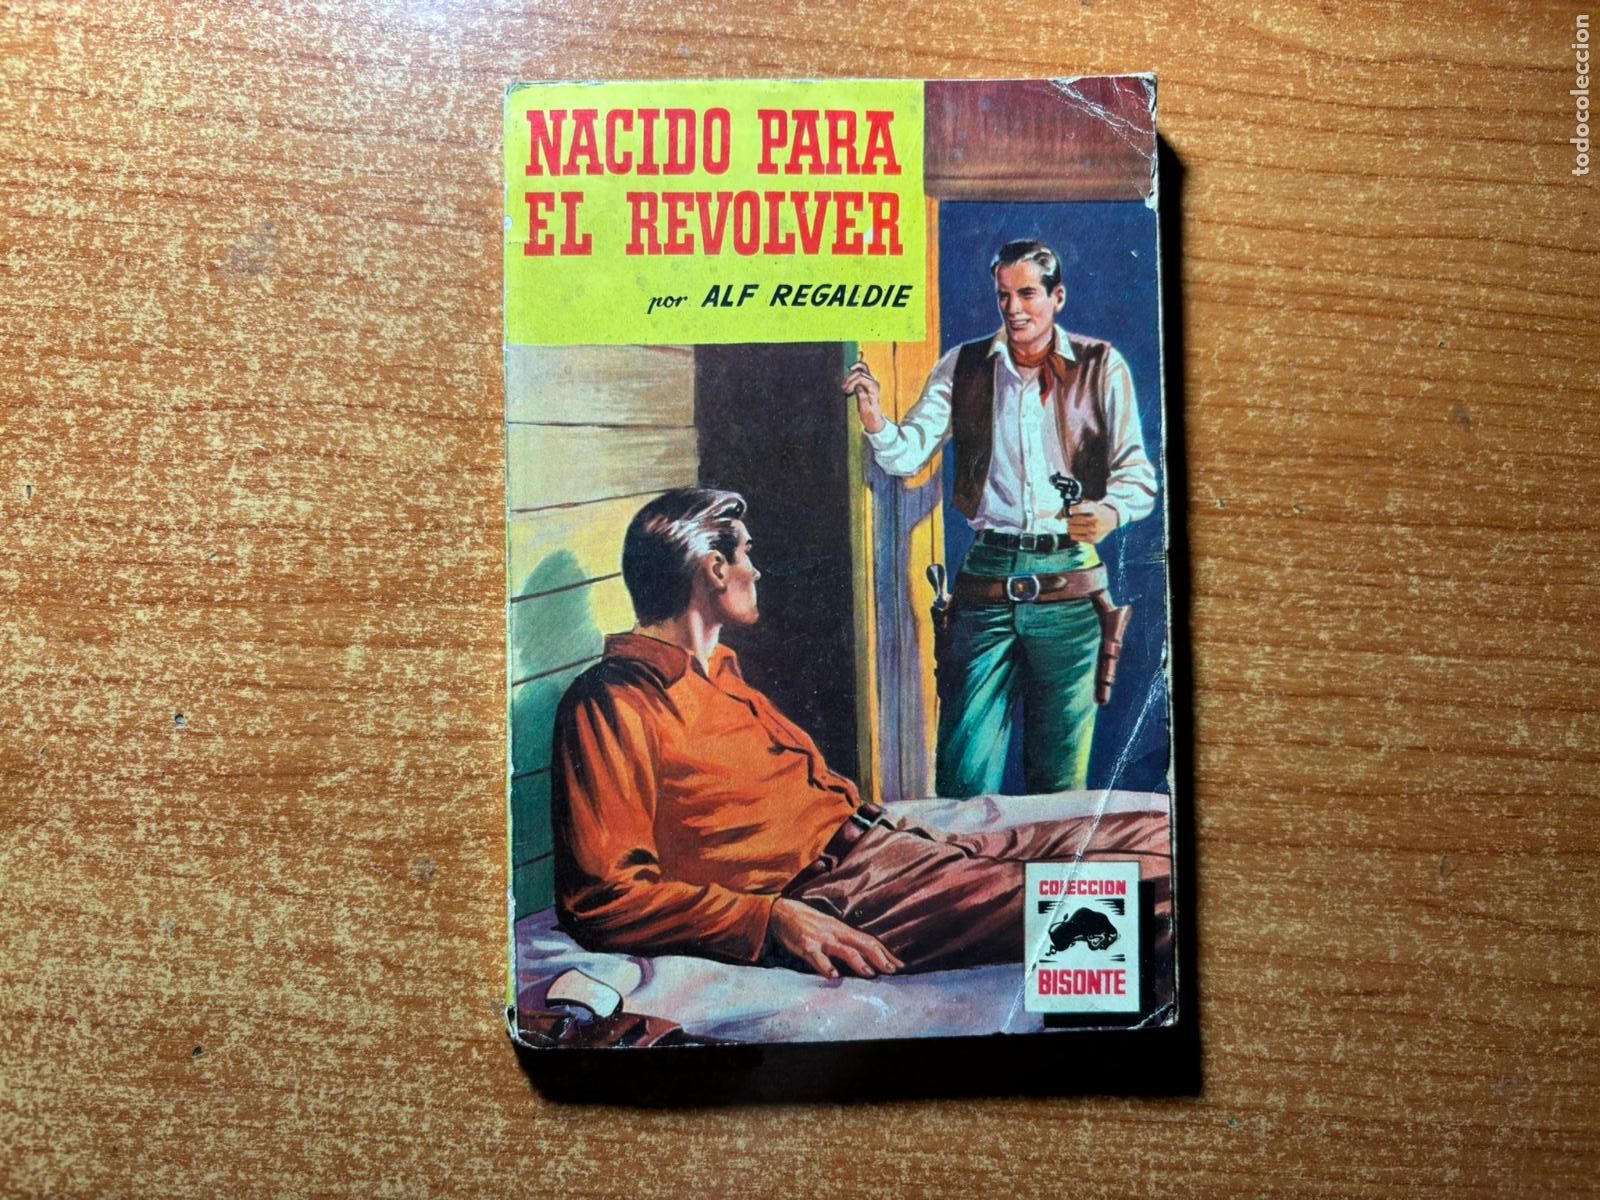 NACIDO PARA
EL REVOLVER
por ALF REGALDIE
COLECCION
BISONTE
todocoleccion